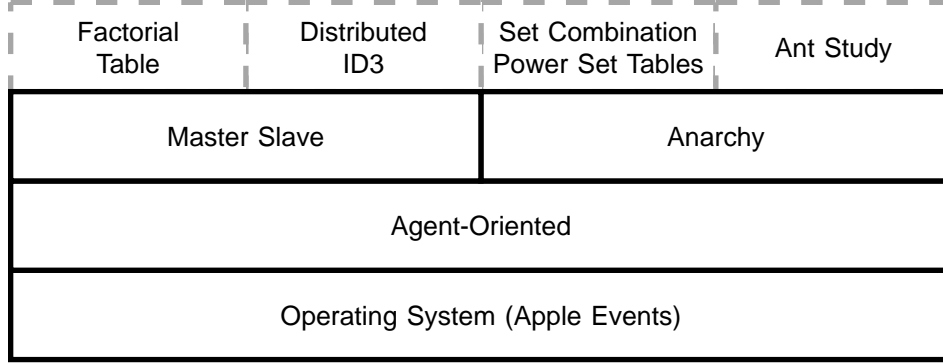 Factorial
Table
Distributed
ID3
Set Combination
Power Set Tables
Ant Study
Master Slave
Anarchy
Agent-Oriented
Operating System (Apple Events)